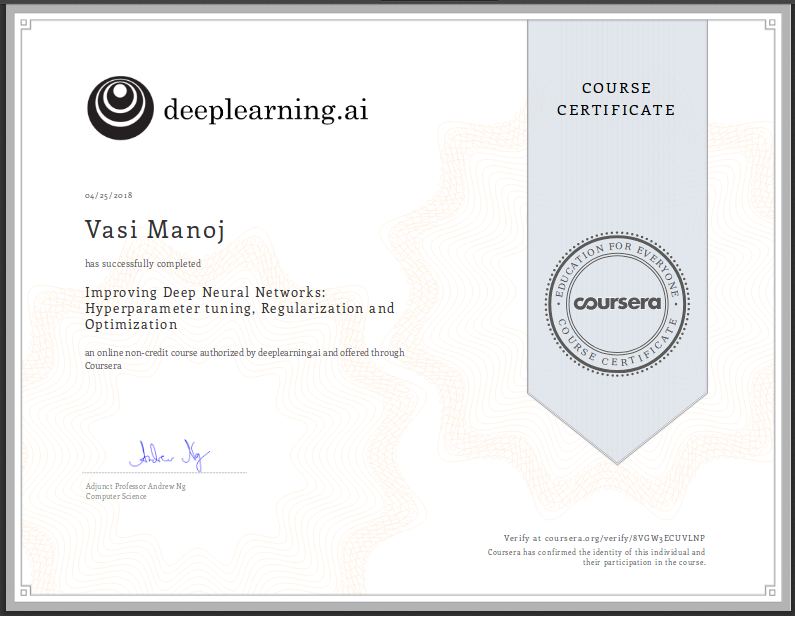 deeplearning.ai
COURSE
CERTIFICATE
04/25/2018
Vasi Manoj
has successfully completed
Improving Deep Neural Networks:
Hyperparameter tuning, Regularization and
Optimization
an online non-credit course authorized by deeplearning.ai and offered through
Coursera
EDUCATION FOR EVERYONE
coursera
COURSE CERTIFICATE
Andrew Ng
Adjunct Professor Andrew Ng
Computer Science
Verify at coursera.org/verify/8VGW3ECUVLNP
Coursera has confirmed the identity of this individual and
their participation in the course.